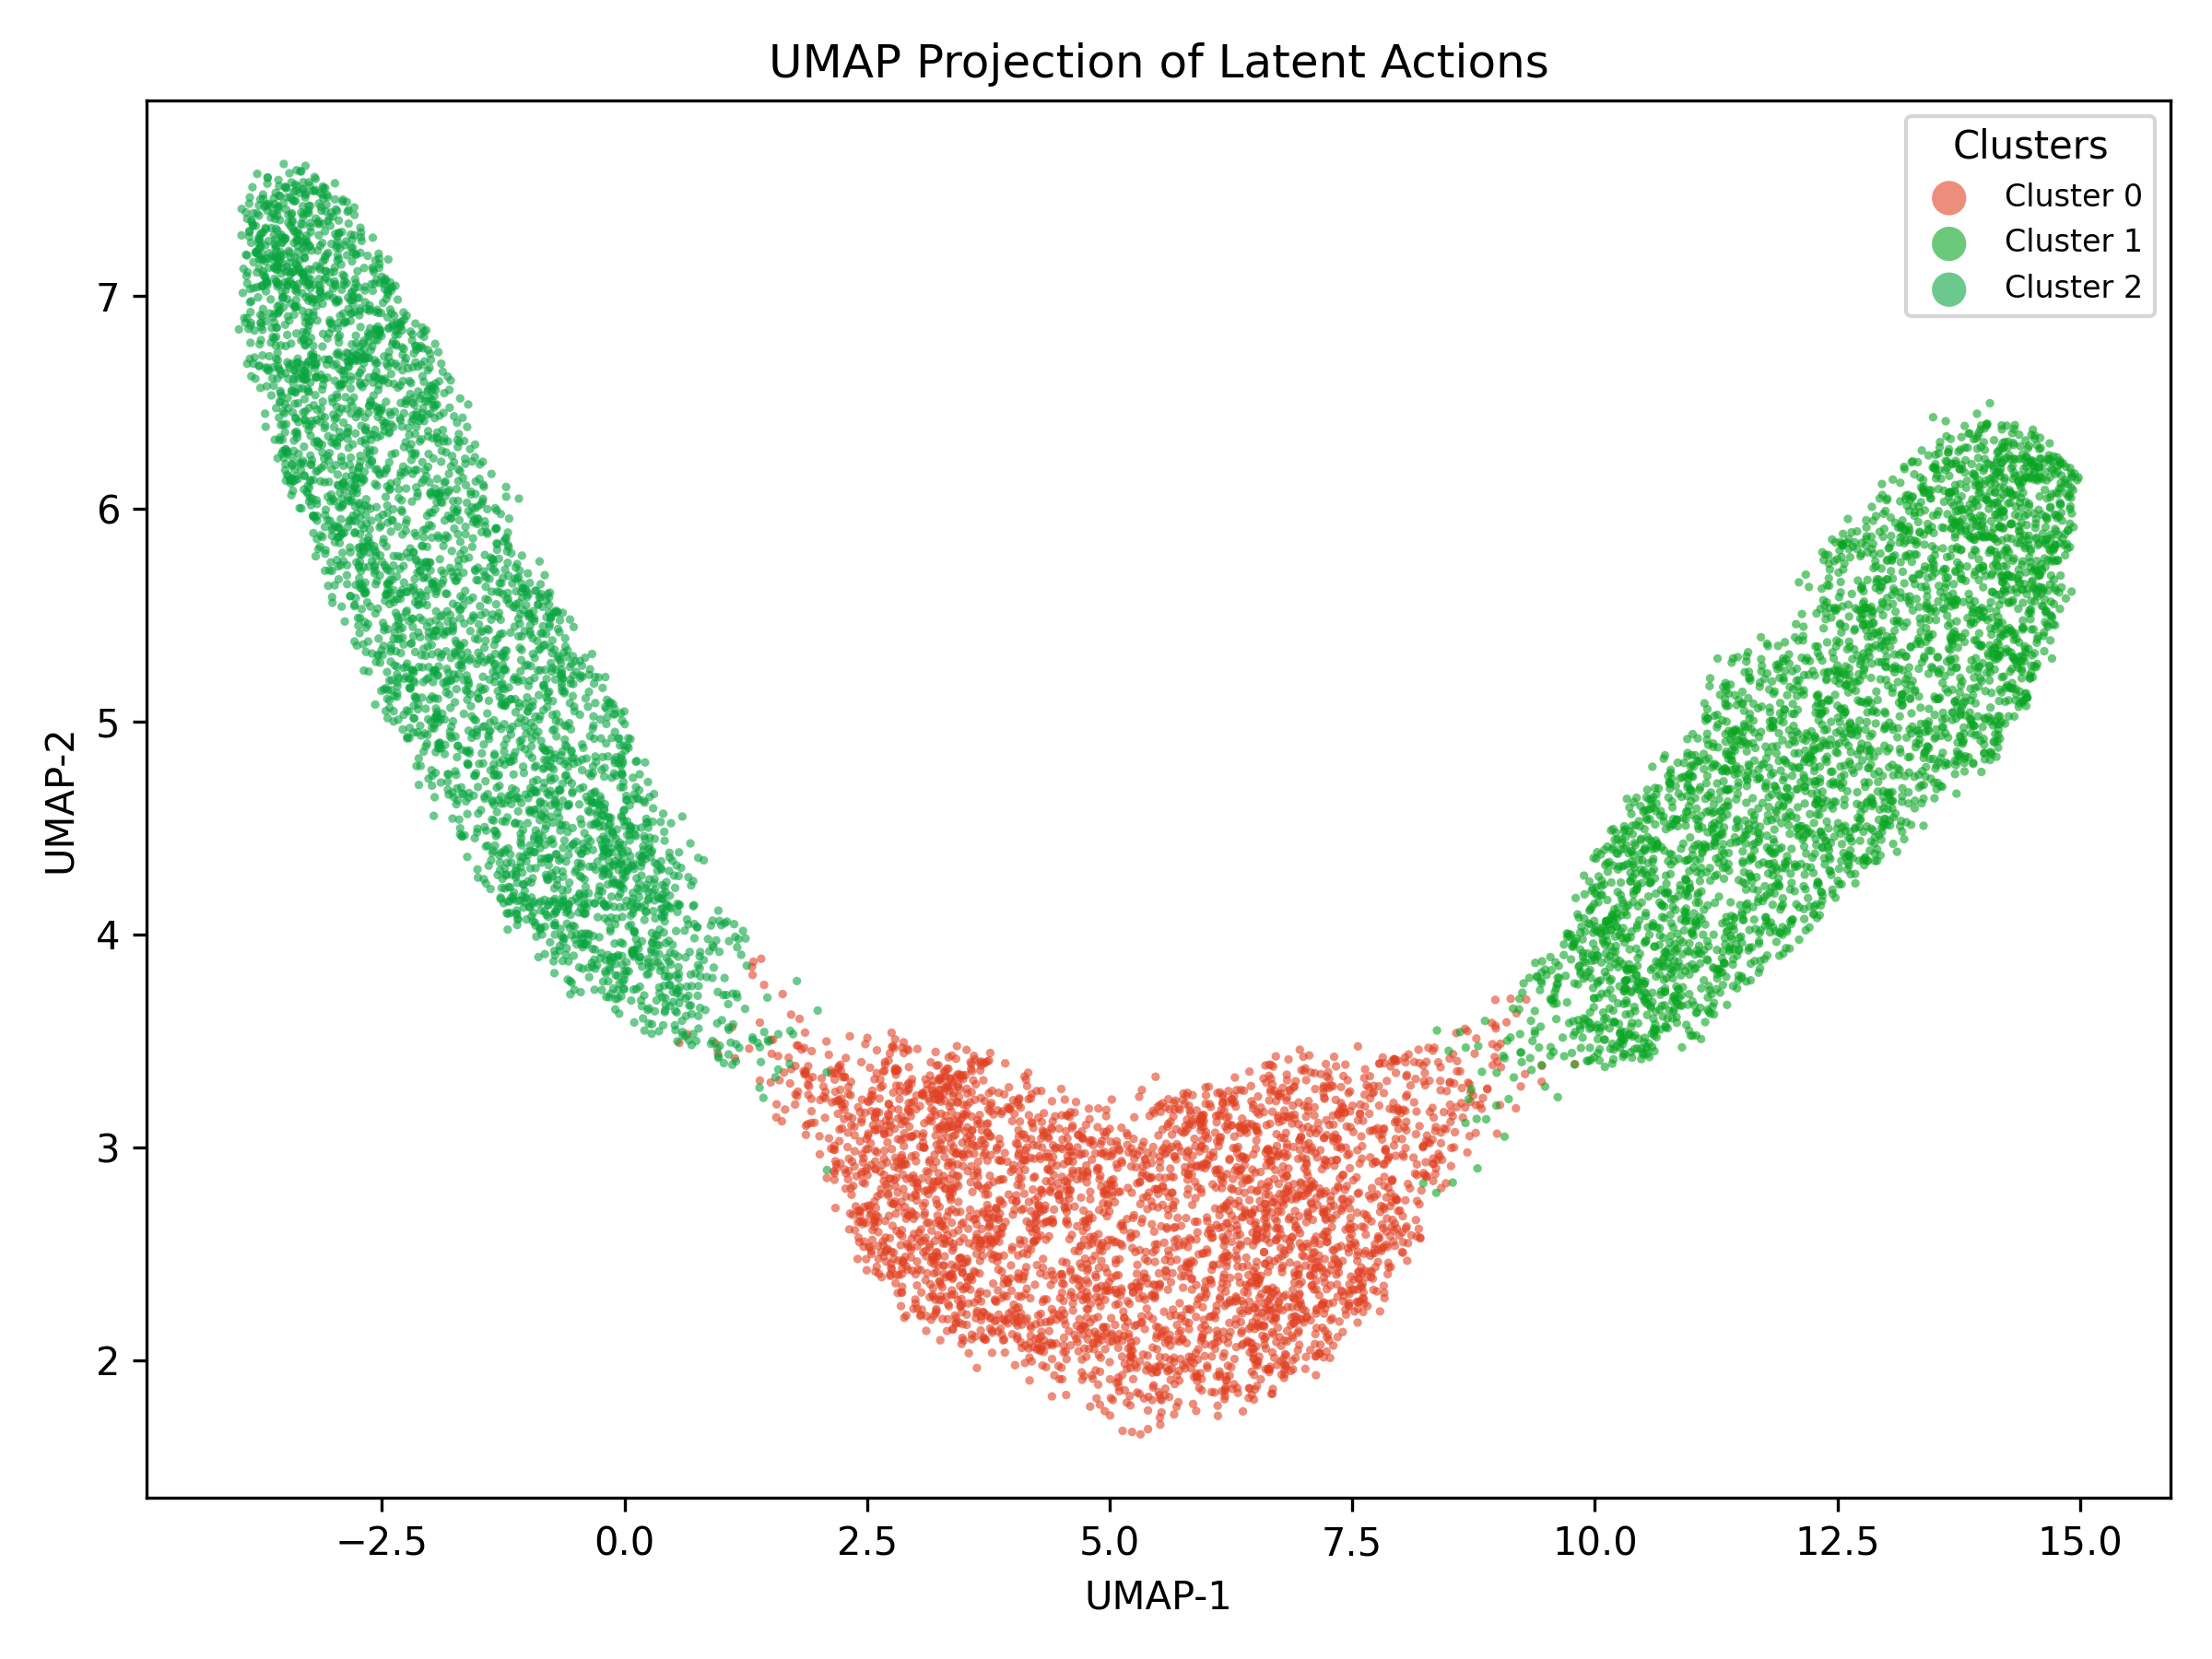 UMAP Projection of Latent Actions
Clusters
Cluster 0
Cluster 1
Cluster 2
UMAP-2
7
6
5
4
3
2
−2.5 0.0 2.5 5.0 7.5 10.0 12.5 15.0
UMAP-1